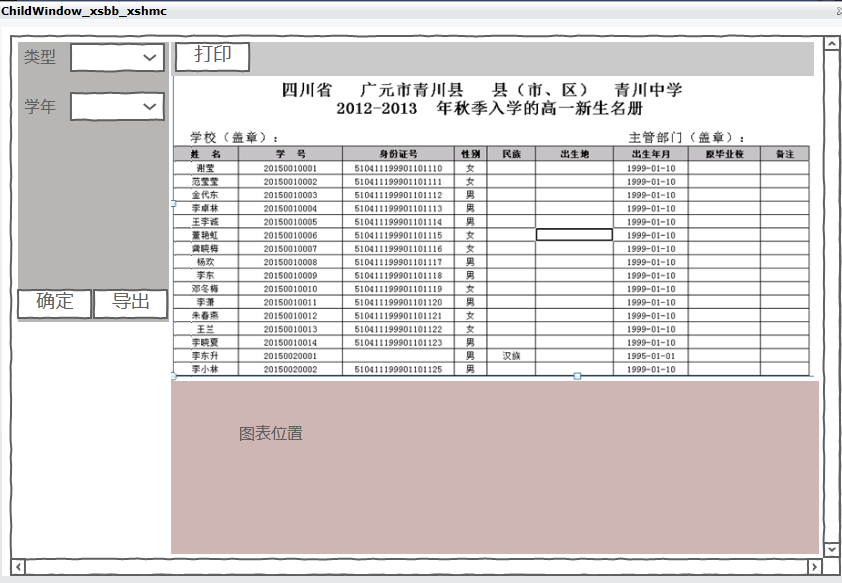 ChildWindow_xsbb_xshmc
类型
打印
学年
确定
导出
四川省 广元市青川县 县（市、区） 青川中学
2012-2013 年秋季入学的高一新生名册
学校（盖章）： 主管部门（盖章）：
姓 名 学 号 身份证号 性别 民族 出生地 出生年月 原毕业校 备注
谢莹 20150010001 510411199901101110 女 1999-01-10
范莹莹 20150010002 510411199901101111 女 1999-01-10
金代东 20150010003 510411199901101112 男 1999-01-10
李卓林 20150010004 510411199901101113 男 1999-01-10
王李诚 20150010005 510411199901101114 男 1999-01-10
董艳虹 20150010006 510411199901101115 女 1999-01-10
龚晓梅 20150010007 510411199901101116 女 1999-01-10
杨欢 20150010008 510411199901101117 男 1999-01-10
李东 20150010009 510411199901101118 男 1999-01-10
邓冬梅 20150010010 510411199901101119 女 1999-01-10
李萧 20150010011 510411199901101120 男 1999-01-10
朱春燕 20150010012 510411199901101121 女 1999-01-10
王兰 20150010013 510411199901101122 女 1999-01-10
李晓夏 20150010014 510411199901101123 男 1999-01-10
李东升 20150020001 男 汉族 1995-01-01
李小林 20150020002 510411199901101125 男 1999-01-10
图表位置